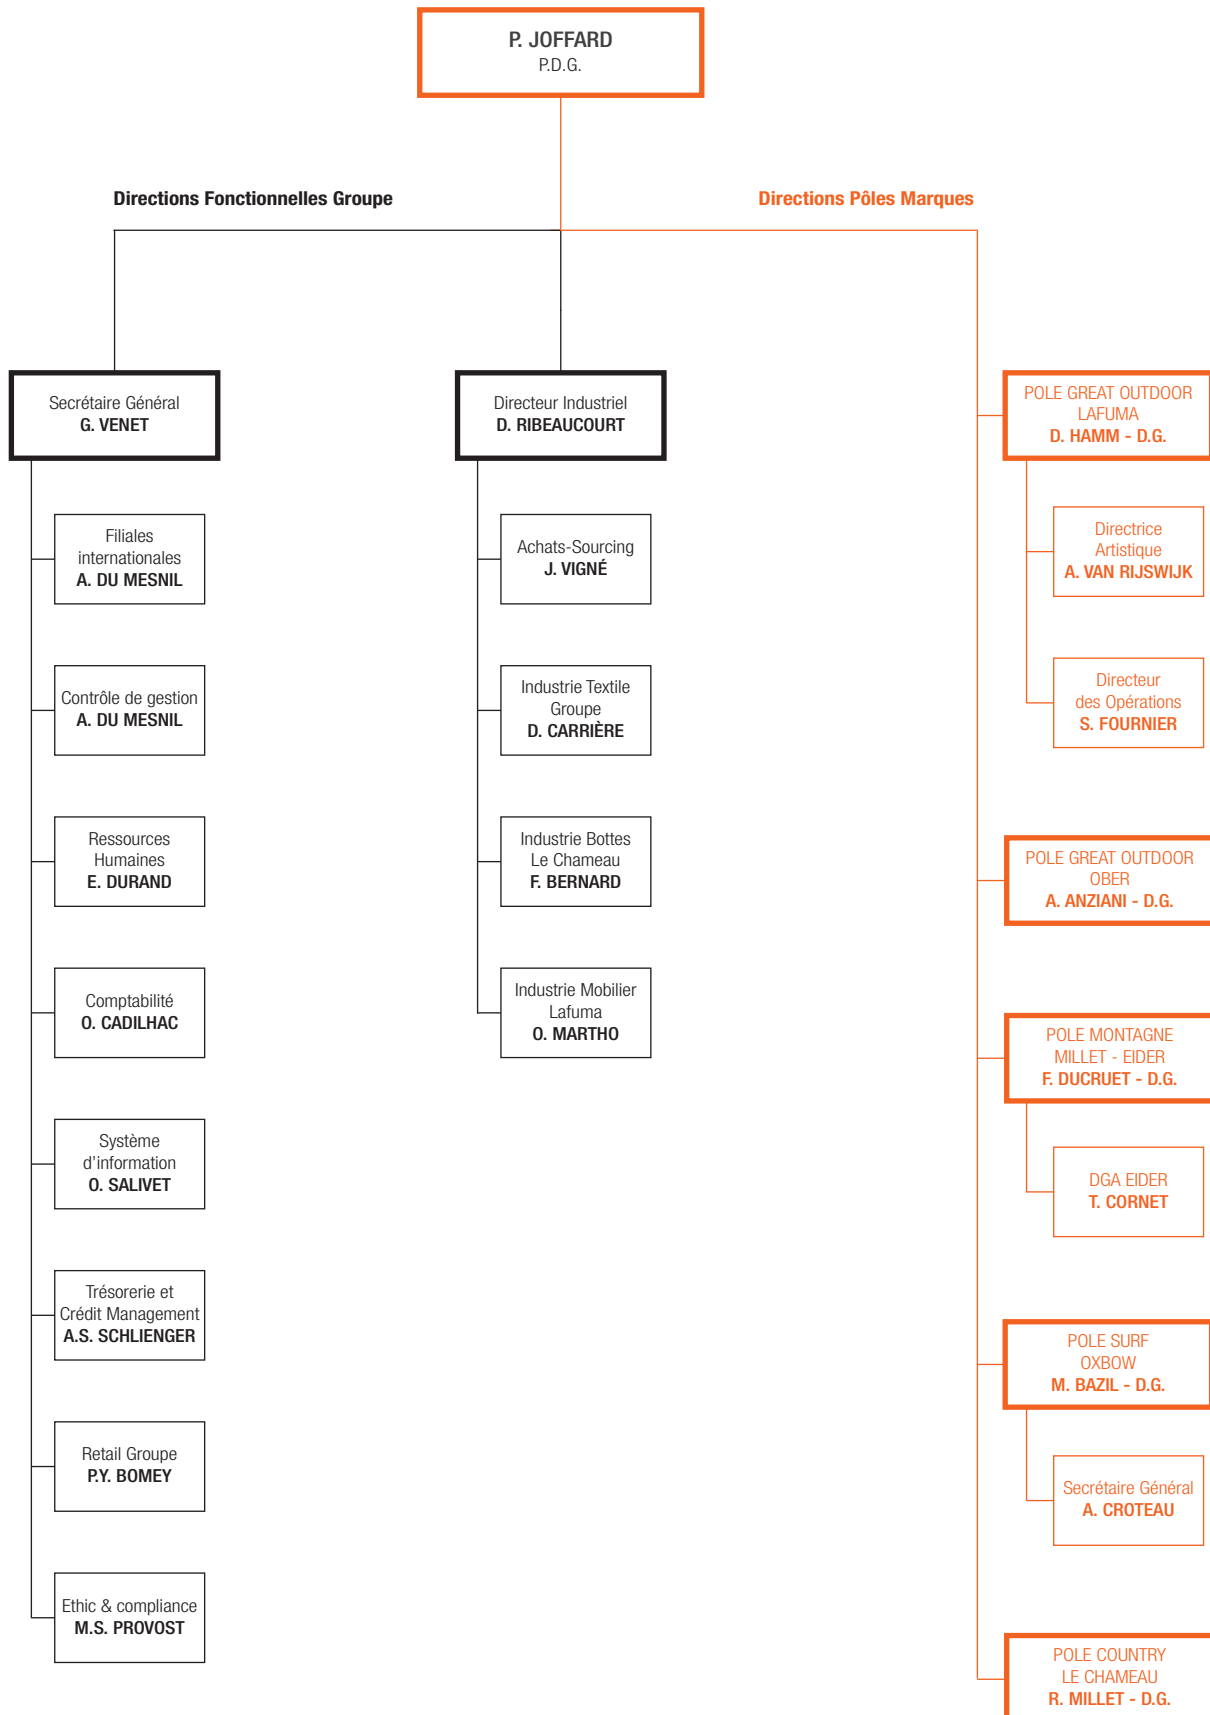 P. JOFFARD
P.D.G.
Directions Fonctionnelles Groupe
Directions Pôles Marques
Secrétaire Général
G. VENET
Filiales
internationales
A. DU MESNIL
Contrôle de gestion
A. DU MESNIL
Ressources
Humaines
E. DURAND
Comptabilité
O. CADILHAC
Système
d'information
O. SALIVET
Trésorerie et
Crédit Management
A.S. SCHLIENGER
Retail Groupe
P.Y. BOMEY
Ethic & compliance
M.S. PROVOST
Directeur Industriel
D. RIBEAUCOURT
Achats-Sourcing
J. VIGNÉ
Industrie Textile
Groupe
D. CARRIÈRE
Industrie Bottes
Le Chameau
F. BERNARD
Industrie Mobilier
Lafuma
O. MARTHO
POLE GREAT OUTDOOR
LAFUMA
D. HAMM - D.G.
Directrice
Artistique
A. VAN RIJSWIJK
Directeur
des Opérations
S. FOURNIER
POLE GREAT OUTDOOR
OBER
A. ANZIANI - D.G.
POLE MONTAGNE
MILLET - EIDER
F. DUCRUET - D.G.
DGA EIDER
T. CORNET
POLE SURF
OXBOW
M. BAZIL - D.G.
Secrétaire Général
A. CROTEAU
POLE COUNTRY
LE CHAMEAU
R. MILLET - D.G.